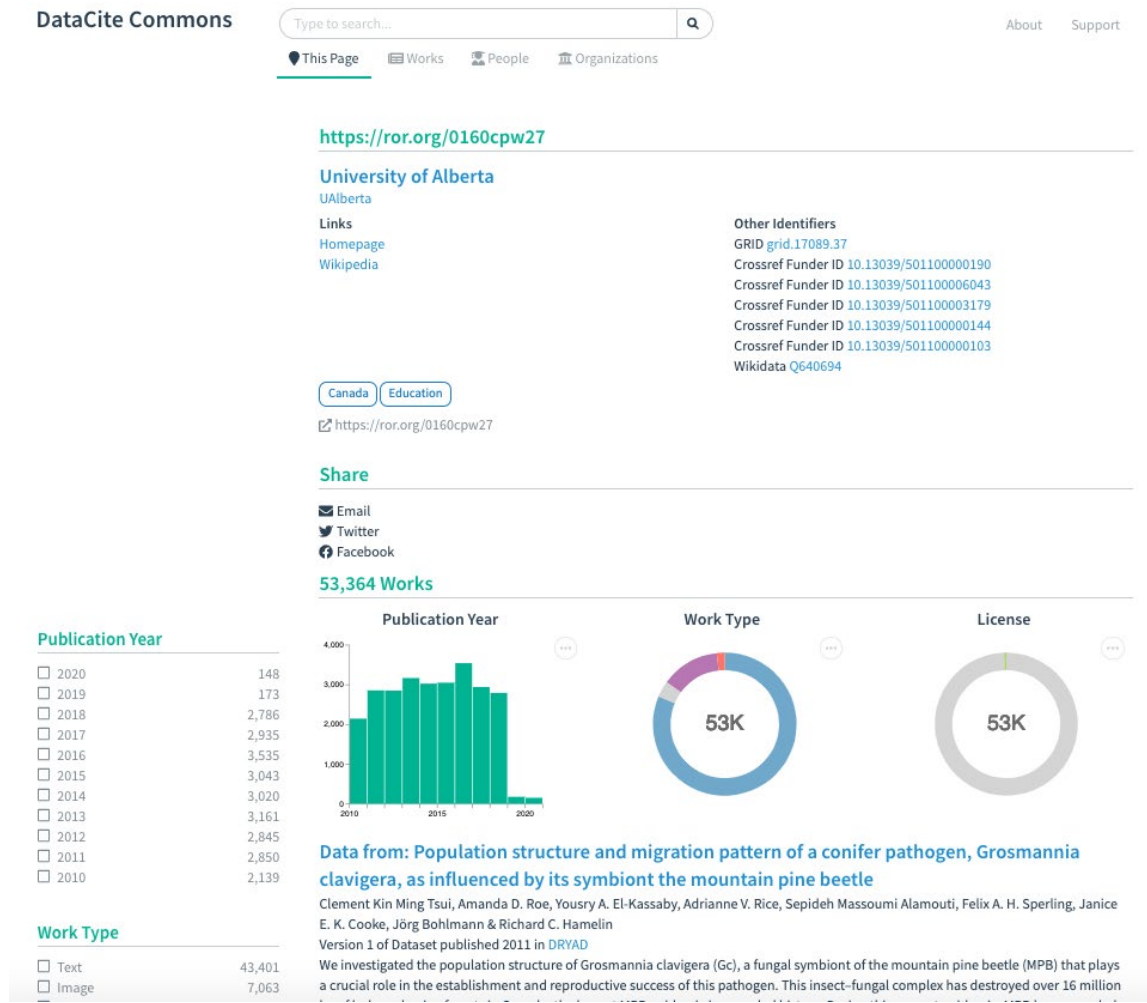 DataCite Commons
Type to search...
About Support
This Page Works People Organizations
https://ror.org/0160cpw27
University of Alberta
UAlberta
Links
Homepage
Wikipedia
Other Identifiers
GRID grid.17089.37
Crossref Funder ID 10.13039/501100000190
Crossref Funder ID 10.13039/501100006043
Crossref Funder ID 10.13039/501100003179
Crossref Funder ID 10.13039/501100000144
Crossref Funder ID 10.13039/501100000103
Wikidata Q640694
Canada Education
https://ror.org/0160cpw27
Share
Email
Twitter
Facebook
53,364 Works
Publication Year
2020 148
2019 173
2018 2,786
2017 2,935
2016 3,535
2015 3,043
2014 3,020
2013 3,161
2012 2,845
2011 2,850
2010 2,139
Work Type
Text 43,401
Image 7,063
Publication Year
4,000
3,000
2,000
1,000
0
2010 2015 2020
Work Type
53K
License
53K
Data from: Population structure and migration pattern of a conifer pathogen, Grosmannia
clavigera, as influenced by its symbiont the mountain pine beetle
Clement Kin Ming Tsui, Amanda D. Roe, Yousry A. El-Kassaby, Adrianne V. Rice, Sepideh Massoumi Alamouti, Felix A. H. Sperling, Janice
E. K. Cooke, Jörg Bohlmann & Richard C. Hamelin
Version 1 of Dataset published 2011 in DRYAD
We investigated the population structure of Grosmannia clavigera (Gc), a fungal symbiont of the mountain pine beetle (MPB) that plays
a crucial role in the establishment and reproductive success of this pathogen. This insect–fungal complex has destroyed over 16 million